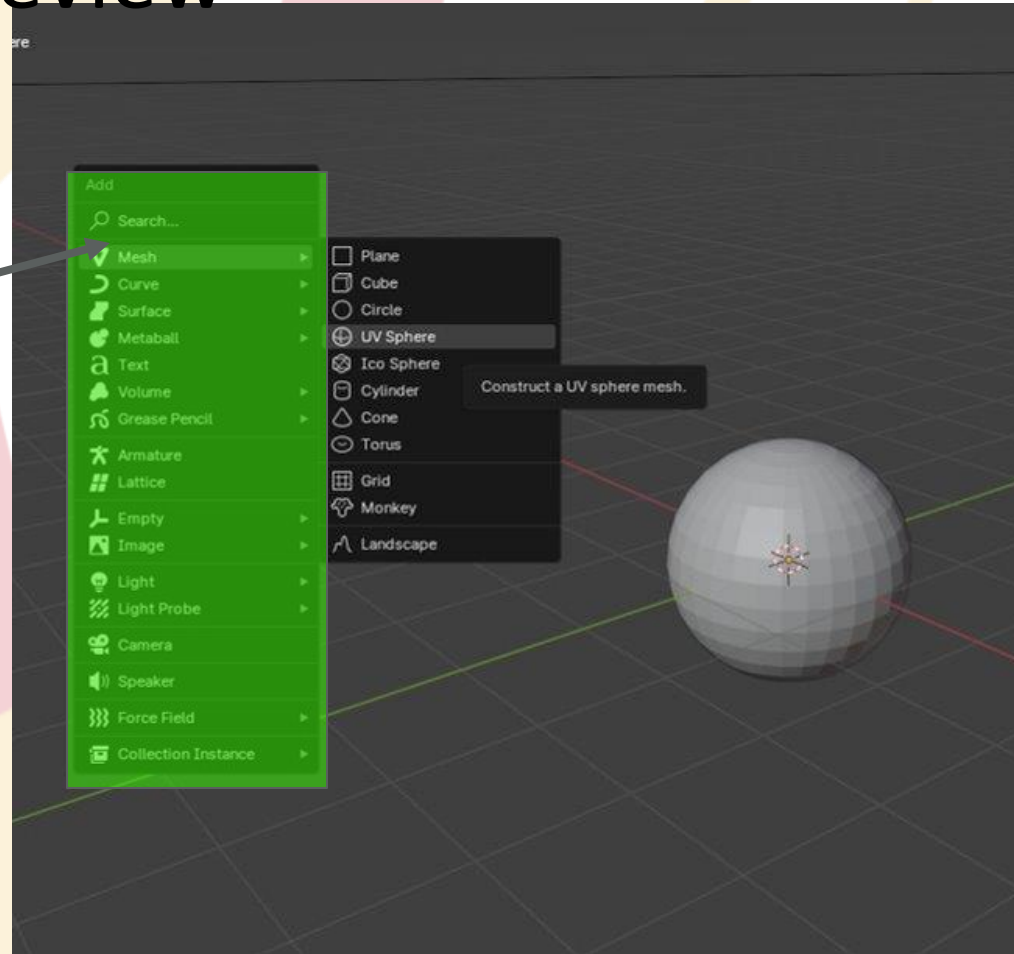 Add
Search...
Mesh
Curve
Surface
Metaball
Text
Volume
Grease Pencil
Armature
Lattice
Empty
Image
Light
Light Probe
Camera
Speaker
Force Field
Collection Instance
Plane
Cube
Circle
UV Sphere
Ico Sphere
Cylinder
Cone
Torus
Grid
Monkey
Landscape
Construct a UV sphere mesh.